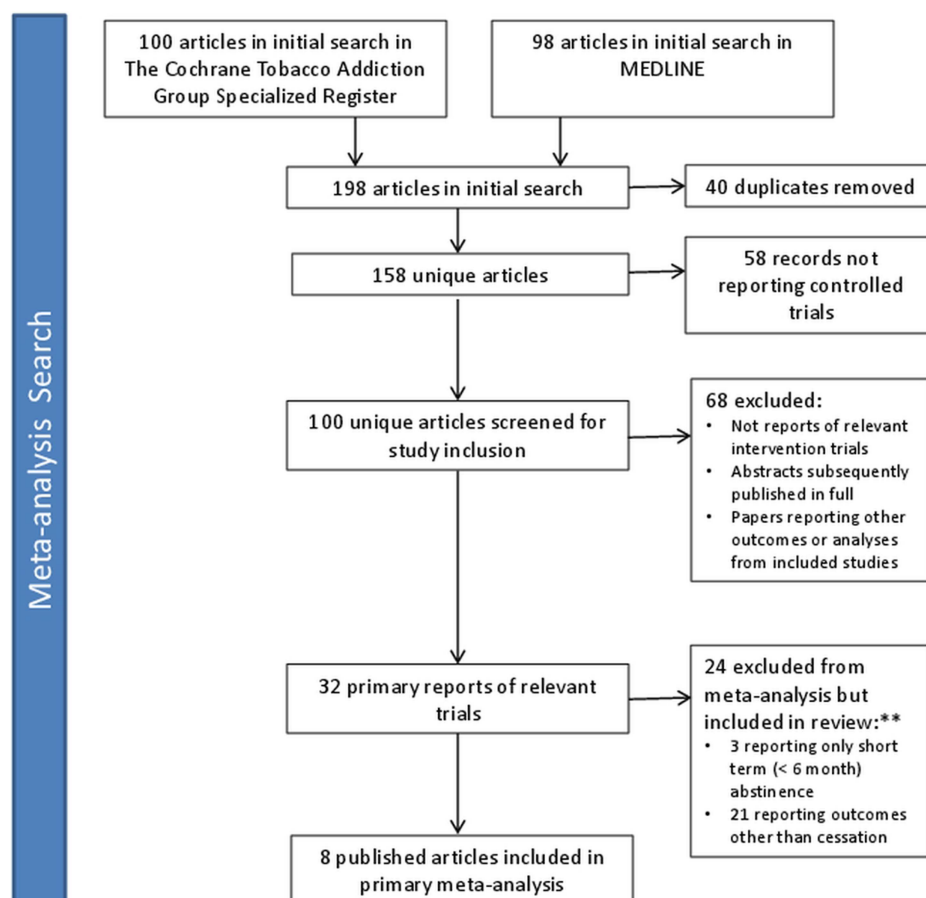 Meta-analysis Search
100 articles in initial search in
The Cochrane Tobacco Addiction
Group Specialized Register
98 articles in initial search in
MEDLINE
198 articles in initial search
40 duplicates removed
158 unique articles
58 records not
reporting controlled
trials
100 unique articles screened for
study inclusion
68 excluded:
• Not reports of relevant
intervention trials
• Abstracts subsequently
published in full
• Papers reporting other
outcomes or analyses
from included studies
32 primary reports of relevant
trials
24 excluded from
meta-analysis but
included in review:**
• 3 reporting only short
term (< 6 month)
abstinence
• 21 reporting outcomes
other than cessation
8 published articles included in
primary meta-analysis